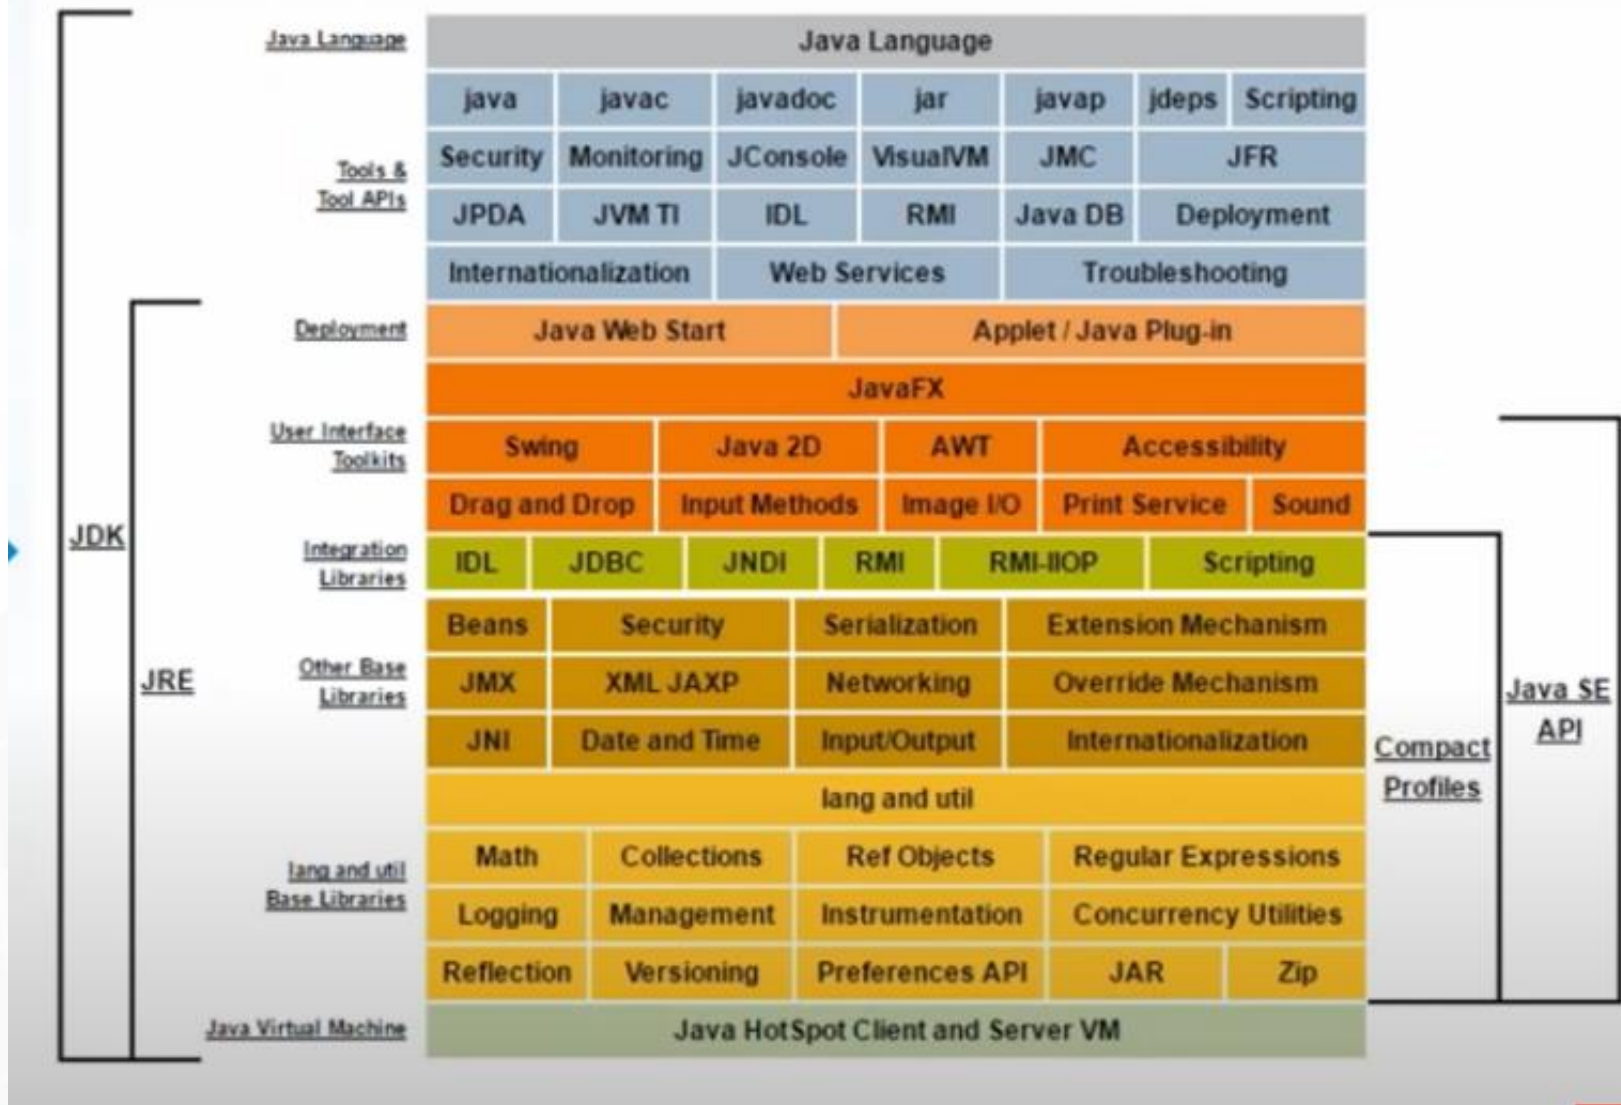 Java Language
Java Language
java javac javadoc jar javap jdeps Scripting
Tools &
Tool APIs
Security Monitoring JConsole VisualVM JMC JFR
JPDA JVM TI IDL RMI Java DB Deployment
Internationalization Web Services Troubleshooting
Deployment
Java Web Start Applet / Java Plug-in
JavaFX
User Interface
Toolkits
Swing Java 2D AWT Accessibility
Drag and Drop Input Methods Image I/O Print Service Sound
JDK
Integration
Libraries
IDL JDBC JNDI RMI RMI-IIOP Scripting
Beans Security Serialization Extension Mechanism
JRE
Other Base
Libraries
JMX XML JAXP Networking Override Mechanism
Java SE
API
JNI Date and Time Input/Output Internationalization
Compact
Profiles
lang and util
lang and util
Base Libraries
Math Collections Ref Objects Regular Expressions
Logging Management Instrumentation Concurrency Utilities
Reflection Versioning Preferences API JAR Zip
Java Virtual Machine
Java HotSpot Client and Server VM